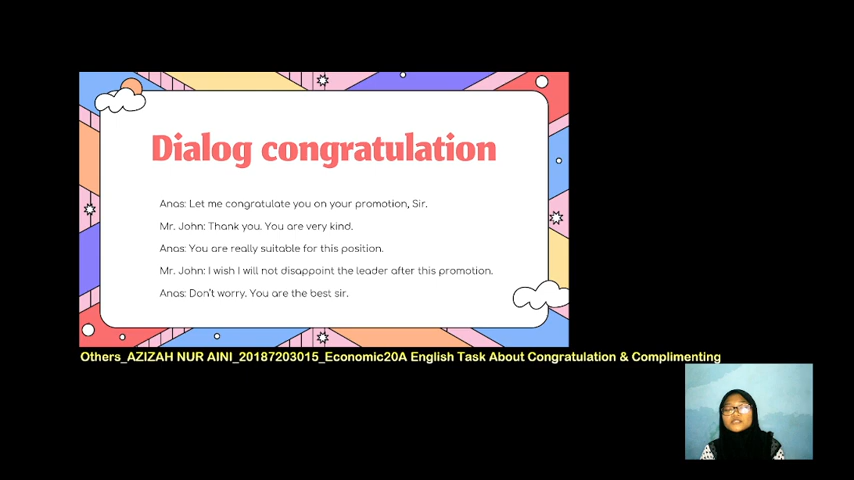 Dialog congratulation
Anas: Let me congratulate you on your promotion, Sir.
Mr. John: Thank you. You are very kind.
Anas: You are really suitable for this position.
Mr. John: I wish I will not disappoint the leader after this promotion.
Anas: Don't worry. You are the best sir.
Others_AZIZAH NUR AINI_20187203015_Economic20A English Task About Congratulation & Complimenting